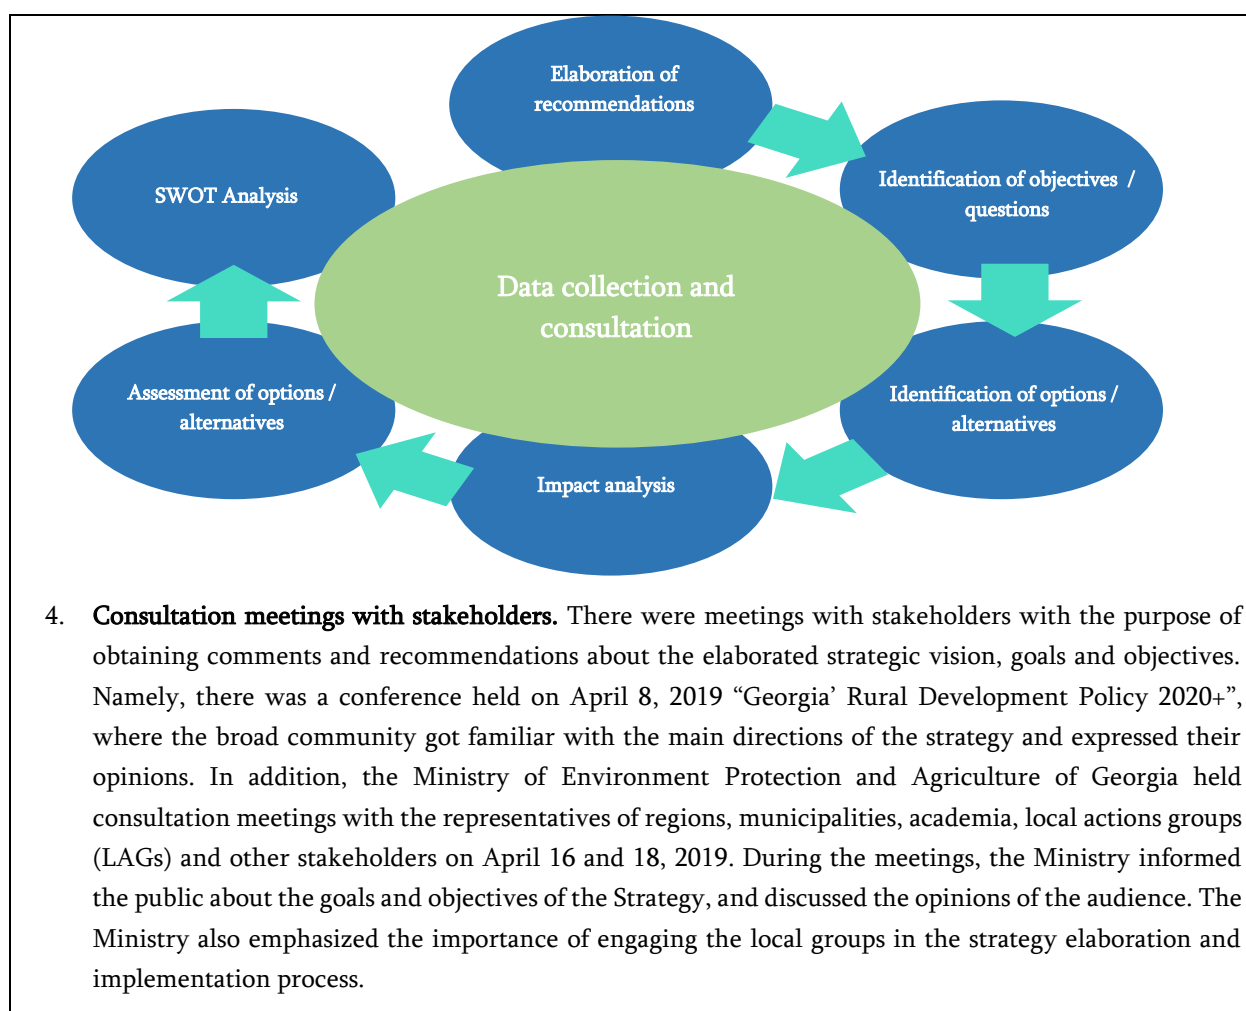 Elaboration of
recommendations
SWOT Analysis
Identification of objectives /
questions
Data collection and
consultation
Assessment of options /
alternatives
Identification of options /
alternatives
Impact analysis
4. Consultation meetings with stakeholders. There were meetings with stakeholders with the purpose of
obtaining comments and recommendations about the elaborated strategic vision, goals and objectives.
Namely, there was a conference held on April 8, 2019 “Georgia’ Rural Development Policy 2020+”,
where the broad community got familiar with the main directions of the strategy and expressed their
opinions. In addition, the Ministry of Environment Protection and Agriculture of Georgia held
consultation meetings with the representatives of regions, municipalities, academia, local actions groups
(LAGs) and other stakeholders on April 16 and 18, 2019. During the meetings, the Ministry informed
the public about the goals and objectives of the Strategy, and discussed the opinions of the audience. The
Ministry also emphasized the importance of engaging the local groups in the strategy elaboration and
implementation process.